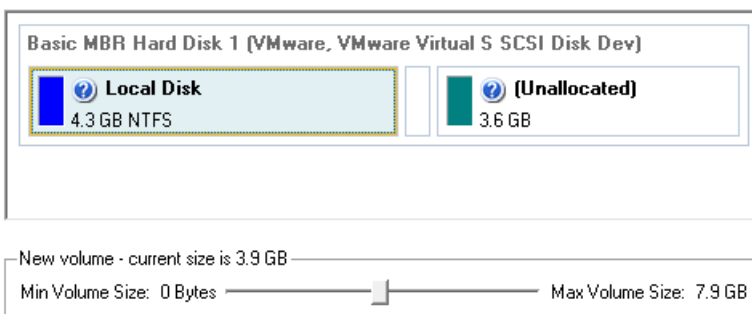 Basic MBR Hard Disk 1 (VMware, VMware Virtual S SCSI Disk Dev)
Local Disk
4.3 GB NTFS
(Unallocated)
3.6 GB
New volume - current size is 3.9 GB
Min Volume Size: 0 Bytes Max Volume Size: 7.9 GB